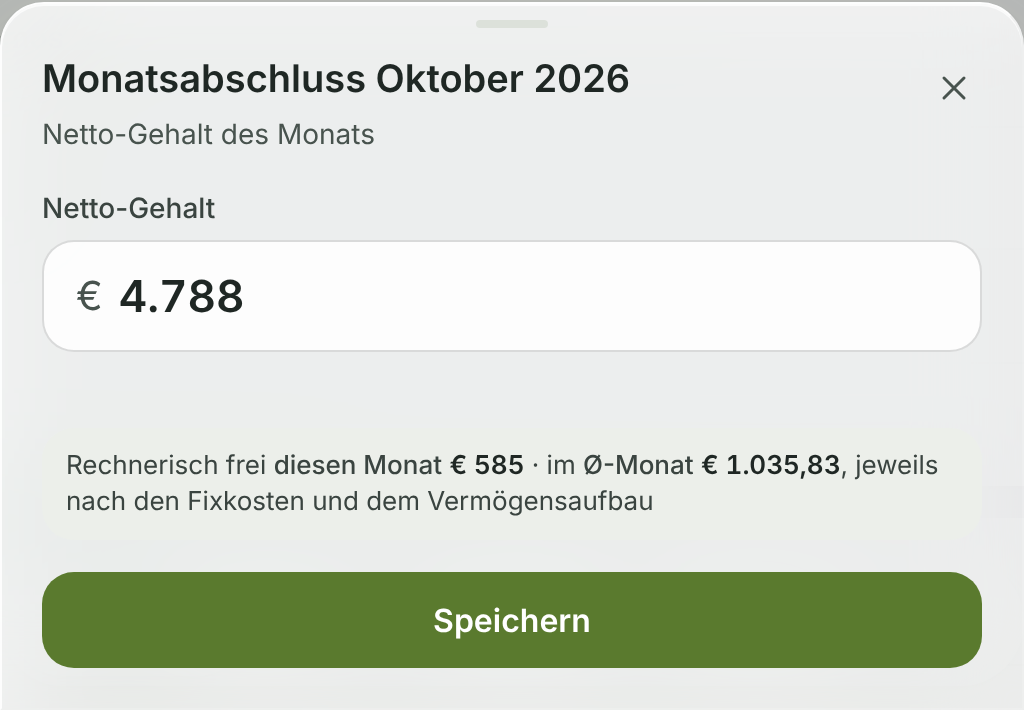 Monatsabschluss Oktober 2026
Netto-Gehalt des Monats
Netto-Gehalt
€ 4.788
Rechnerisch frei diesen Monat € 585 · im Ø-Monat € 1.035,83, jeweils
nach den Fixkosten und dem Vermögensaufbau
Speichern